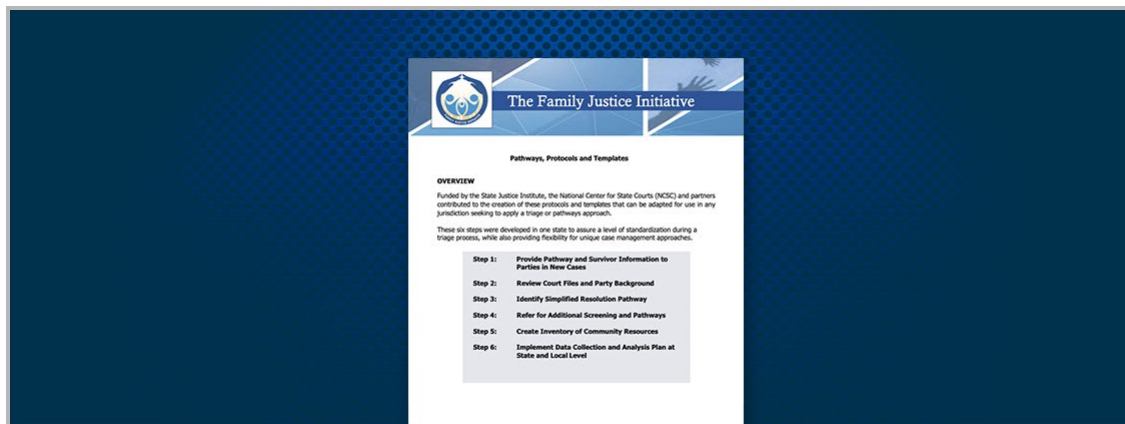 The Family Justice Initiative
Pathways, Protocols and Templates
OVERVIEW
Funded by the State Justice Institute, the National Center for State Courts (NCSC) and partners
contributed to the creation of these protocols and templates that can be adapted for use in any
jurisdiction seeking to apply a triage or pathways approach.
These six steps were developed in one state to assure a level of standardization during a
triage process, while also providing flexibility for unique case management approaches.
Step 1: Provide Pathway and Survivor Information to
Parties in New Cases
Step 2: Review Court Files and Party Background
Step 3: Identify Simplified Resolution Pathway
Step 4: Refer for Additional Screening and Pathways
Step 5: Create Inventory of Community Resources
Step 6: Implement Data Collection and Analysis Plan at
State and Local Level